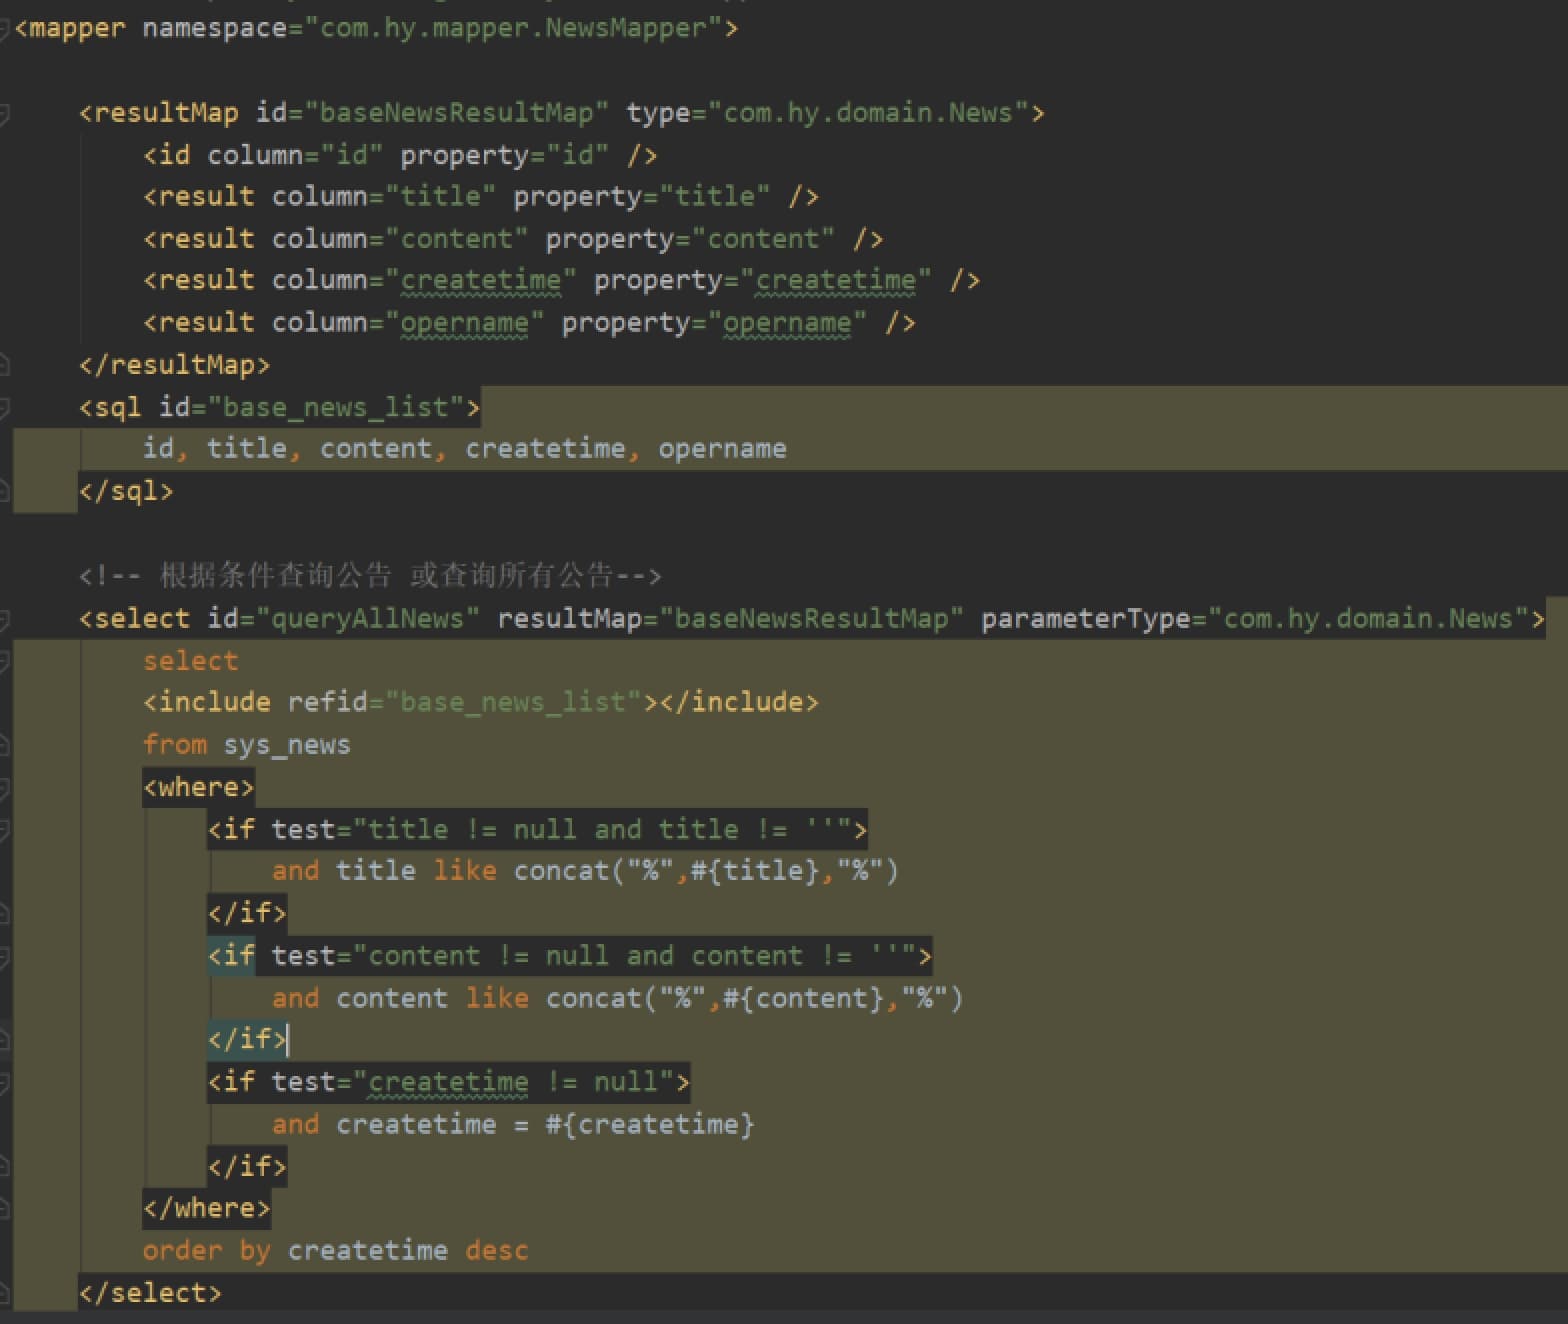 <mapper namespace="com.hy.mapper.NewsMapper">
<resultMap id="baseNewsResultMap" type="com.hy.domain.News">
<id column="id" property="id" />
<result column="title" property="title" />
<result column="content" property="content" />
<result column="createtime" property="createtime" />
<result column="opername" property="opername" />
</resultMap>
<sql id="base_news_list">
id, title, content, createtime, opername
</sql>
<!-- 根据条件查询公告 或查询所有公告-->
<select id="queryAllNews" resultMap="baseNewsResultMap" parameterType="com.hy.domain.News">
select
<include refid="base_news_list"></include>
from sys_news
<where>
<if test="title != null and title != ''">
and title like concat("%",#{title},"%")
</if>
<if test="content != null and content != ''">
and content like concat("%",#{content},"%")
</if>
<if test="createtime != null">
and createtime = #{createtime}
</if>
</where>
order by createtime desc
</select>